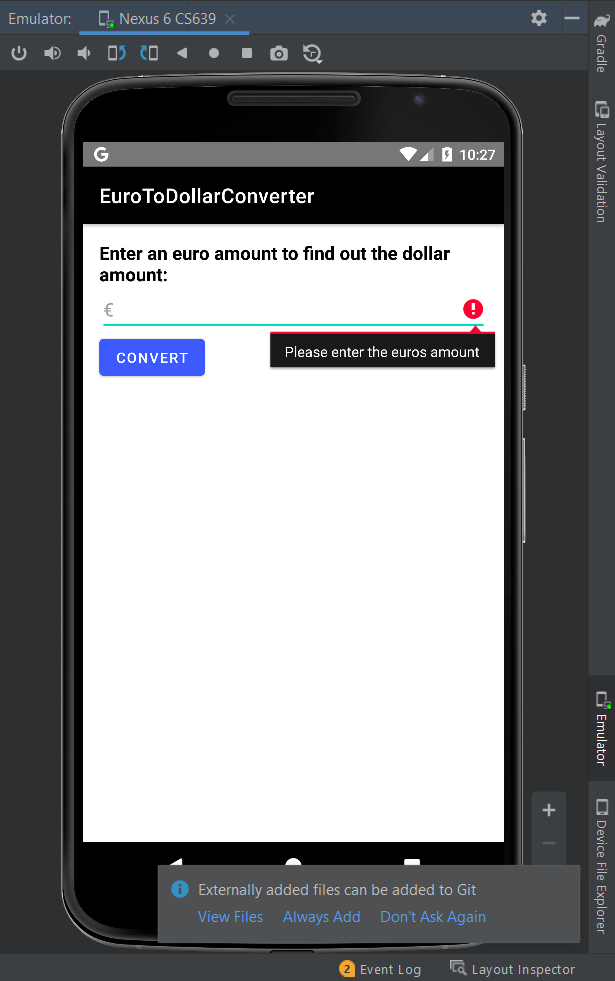 Emulator: Nexus 6 CS639
Gradle
Layout Validation
G 10:27
EuroToDollarConverter
Enter an euro amount to find out the dollar
amount:
€
Please enter the euros amount
CONVERT
Emulator
Device File Explorer
Externally added files can be added to Git
View Files Always Add Don't Ask Again
2 Event Log Layout Inspector